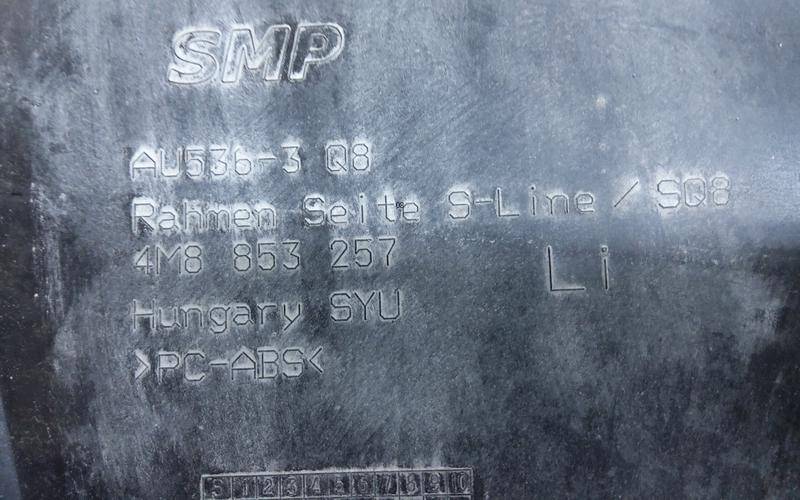 SMP
AU536-3 Q8
Rahmen Seite S-Line / SQ8
4M8 853 257
Li
Hungary SYU
>PC-ABS<